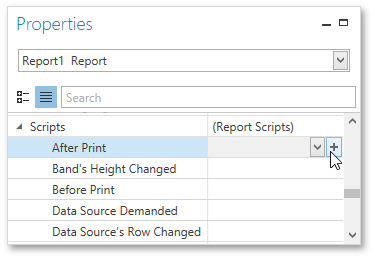 Properties
Report1 Report
Search
Scripts (Report Scripts)
After Print
Band's Height Changed
Before Print
Data Source Demanded
Data Source's Row Changed